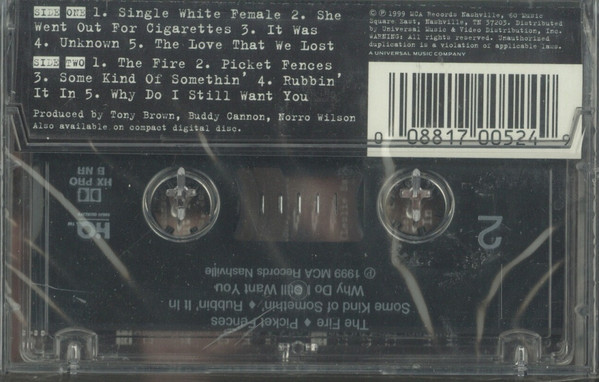 SIDE ONE 1. Single White Female 2. She
Went Out For Cigarettes 3. It Was
4. Unknown 5. The Love That We Lost
SIDE TWO 1. The Fire 2. Picket Fences
3. Some Kind Of Somethin' 4. Rubbin'
It In 5. Why Do I Still Want You
Produced by Tony Brown, Buddy Cannon, Norro Wilson
Also available on compact digital disc.
℗ © 1999 MCA Records Nashville, 60 Music
Square East, Nashville, TN 37203. Distributed
by Universal Music & Video Distribution, Inc.
WARNING: All rights reserved. Unauthorized
duplication is a violation of applicable laws.
A UNIVERSAL MUSIC COMPANY
0 08817 00524 9
2
HX PRO
B NR
HQ
The Fire ♦ Picket Fences
Some Kind of Somethin' ♦ Rubbin' It In
Why Do I Still Want You
℗ 1999 MCA Records Nashville